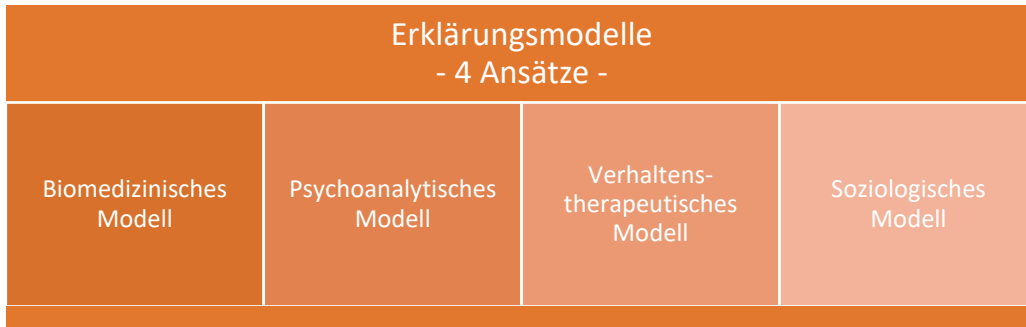 Erklärungsmodelle
- 4 Ansätze -
Biomedizinisches
Modell
Psychoanalytisches
Modell
Verhaltens-
therapeutisches
Modell
Soziologisches
Modell